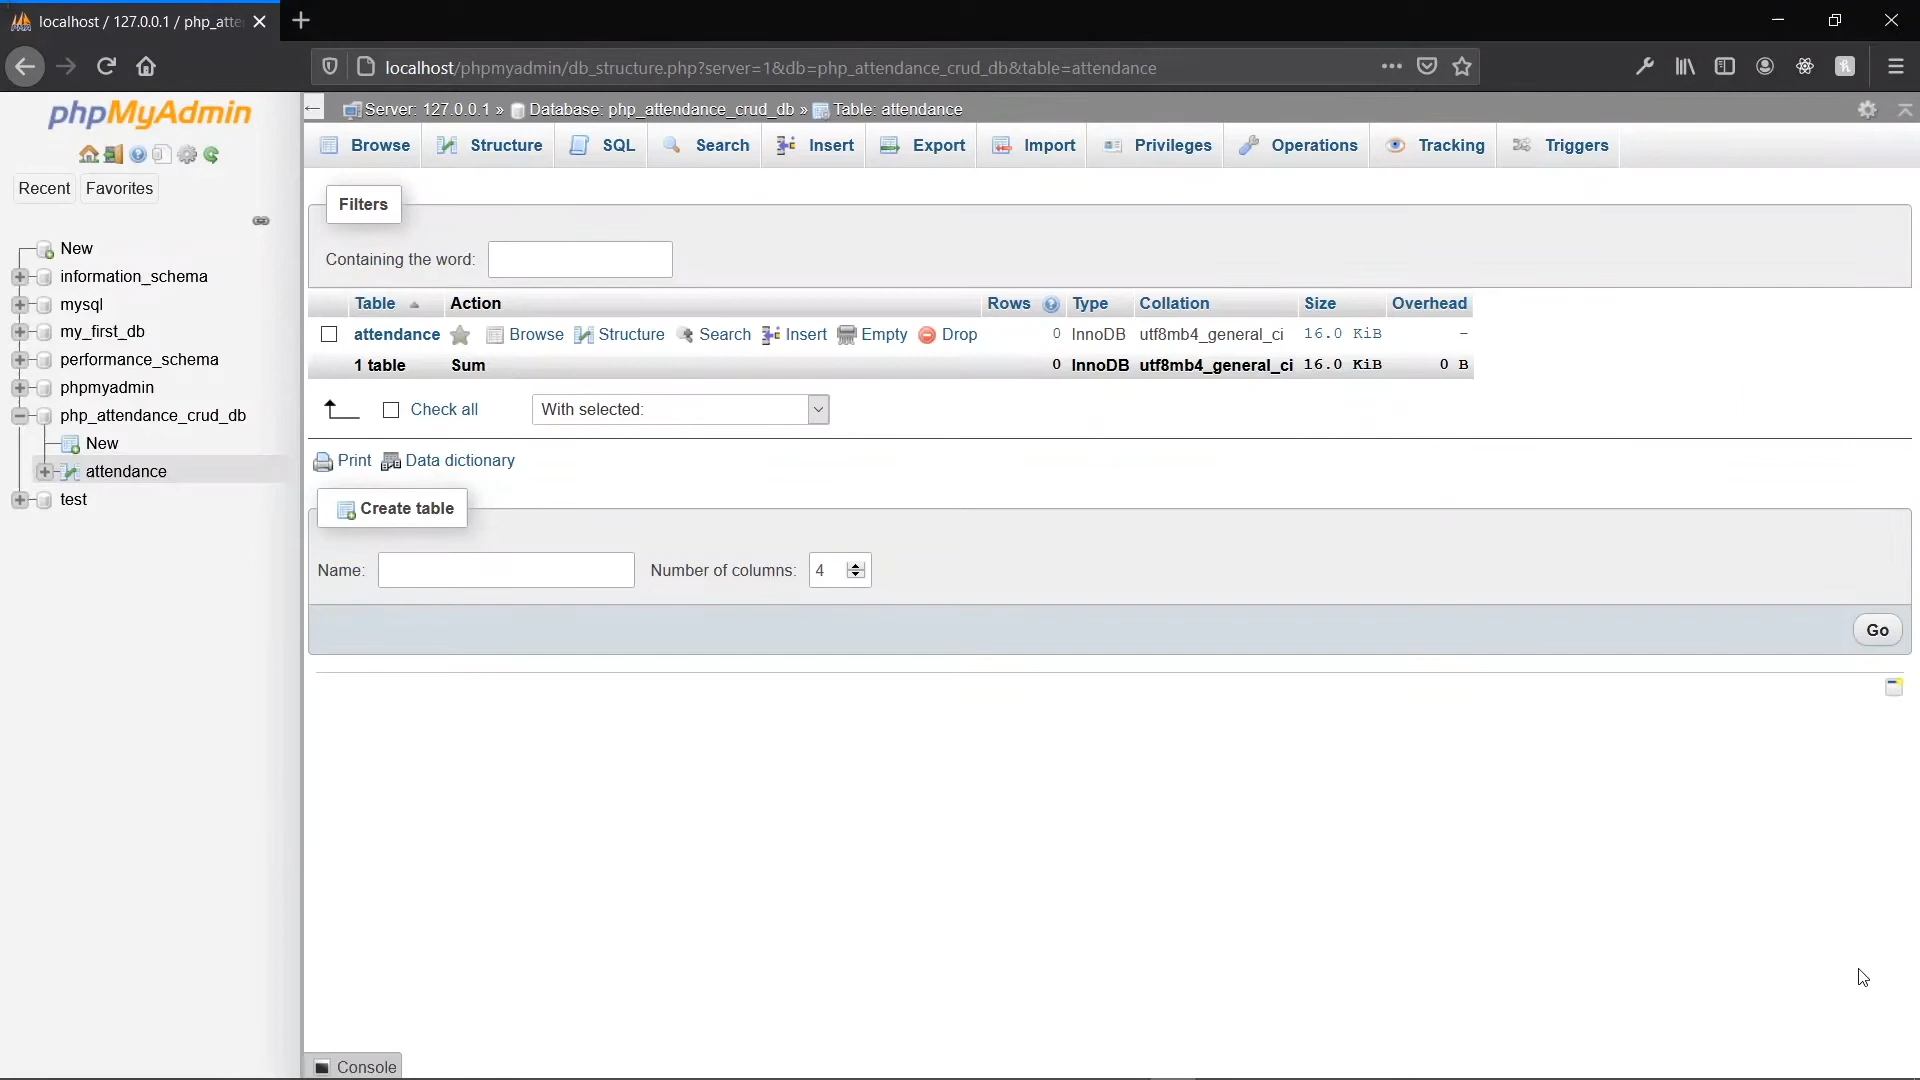 localhost / 127.0.0.1 / php_atte
localhost/phpmyadmin/db_structure.php?server=1&db=php_attendance_crud_db&table=attendance
phpMyAdmin
Recent
Favorites
New
information_schema
mysql
my_first_db
performance_schema
phpmyadmin
php_attendance_crud_db
New
attendance
test
Server: 127.0.0.1 » Database: php_attendance_crud_db » Table: attendance
Browse Structure SQL Search Insert Export Import Privileges Operations Tracking Triggers
Filters
Containing the word:
Table Action Rows Type Collation Size Overhead
attendance Browse Structure Search Insert Empty Drop 0 InnoDB utf8mb4_general_ci 16.0 KiB -
1 table Sum 0 InnoDB utf8mb4_general_ci 16.0 KiB 0 B
Check all With selected:
Print Data dictionary
Create table
Name: Number of columns: 4
Go
Console